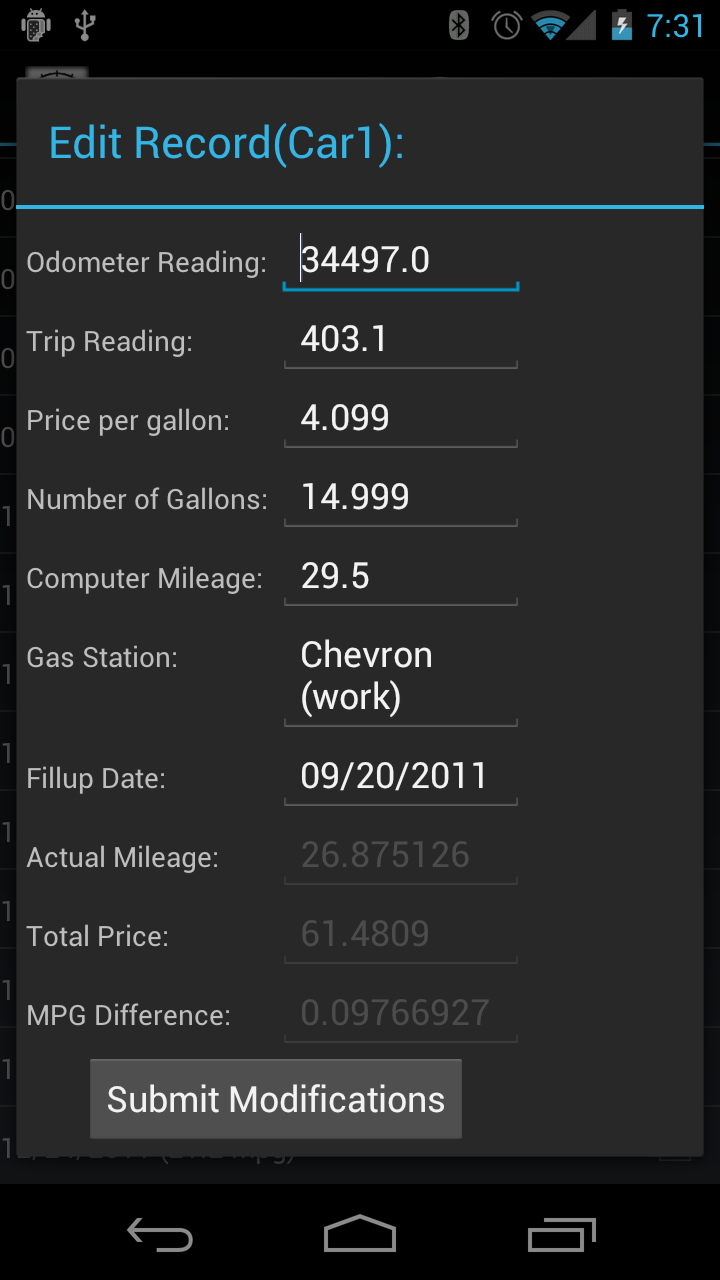 7:31
Edit Record(Car1):
Odometer Reading: 34497.0
Trip Reading: 403.1
Price per gallon: 4.099
Number of Gallons: 14.999
Computer Mileage: 29.5
Gas Station: Chevron
(work)
Fillup Date: 09/20/2011
Actual Mileage: 26.875126
Total Price: 61.4809
MPG Difference: 0.09766927
Submit Modifications